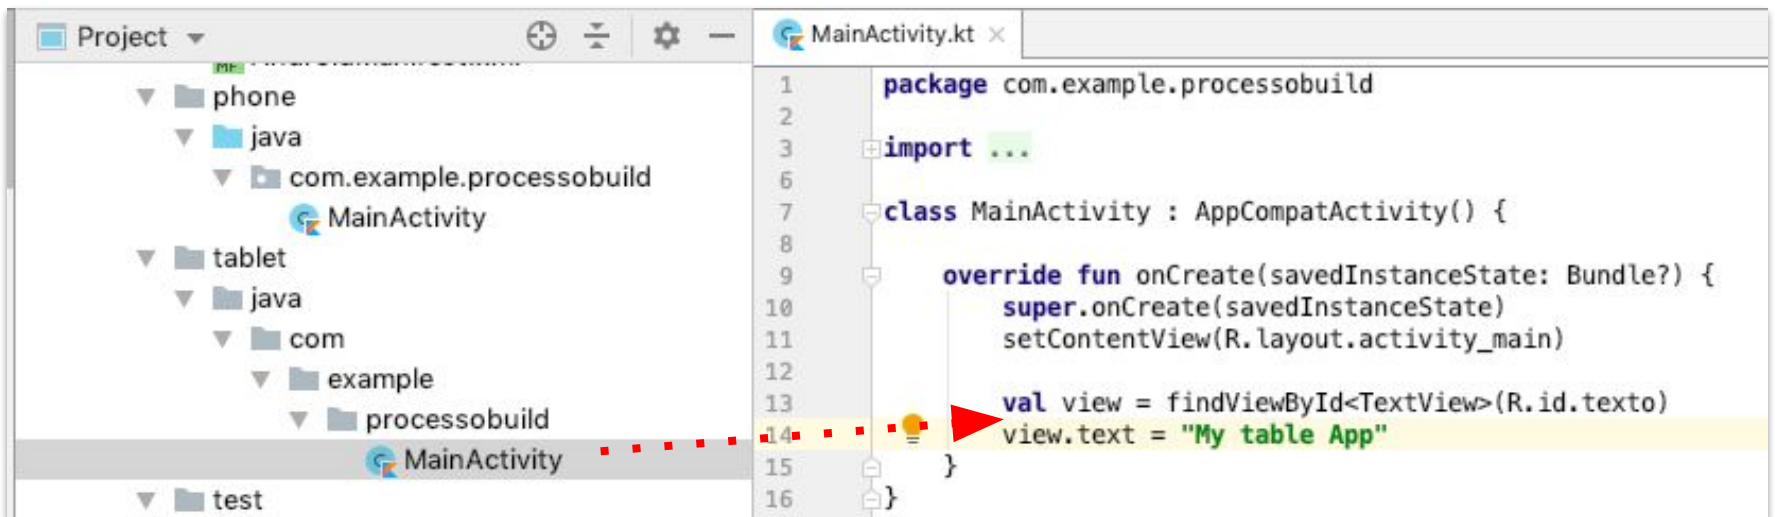 Project
phone
java
com.example.processobuild
MainActivity
tablet
java
com
example
processobuild
MainActivity
test
MainActivity.kt
1 package com.example.processobuild
2
3 import ...
6
7 class MainActivity : AppCompatActivity() {
8
9 override fun onCreate(savedInstanceState: Bundle?) {
10 super.onCreate(savedInstanceState)
11 setContentView(R.layout.activity_main)
12
13 val view = findViewById<TextView>(R.id.texto)
14 view.text = "My table App"
15 }
16 }